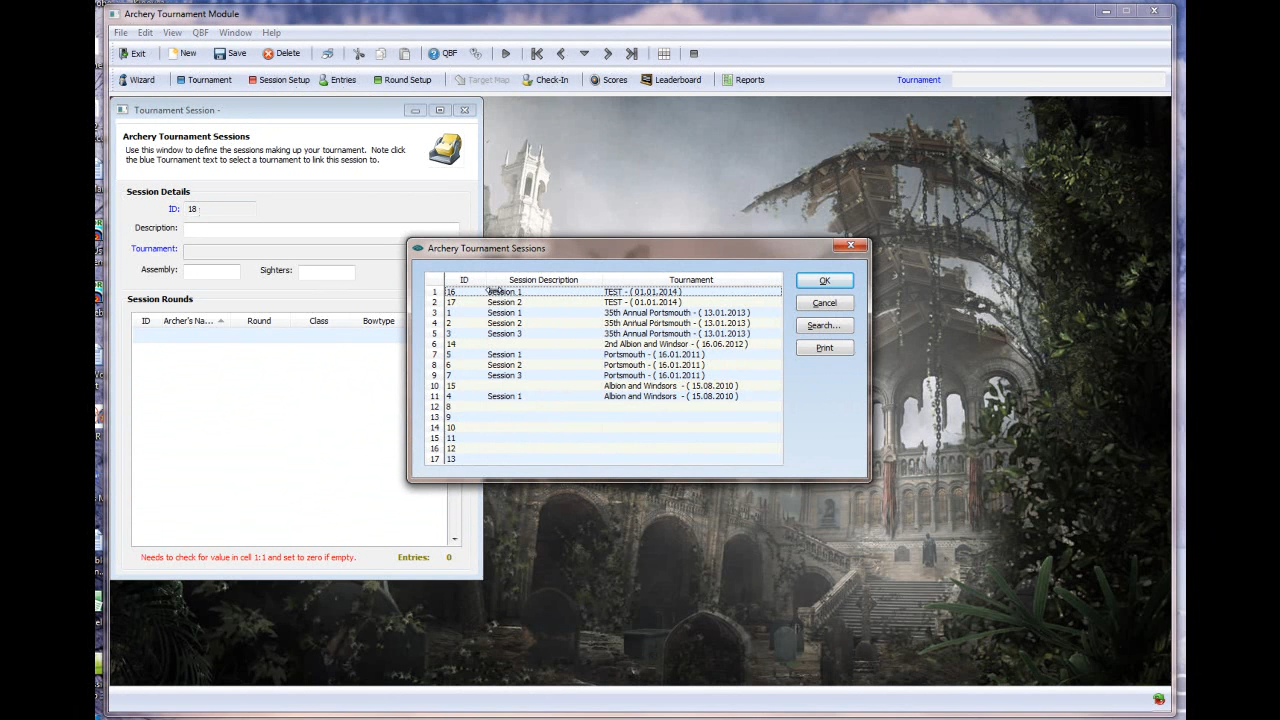 Archery Tournament Module
File Edit View QBF Window Help
Exit New Save Delete QBF
Wizard Tournament Session Setup Entries Round Setup Target Map Check-In Scores Leaderboard Reports Tournament
Tournament Session -
Archery Tournament Sessions
Use this window to define the sessions making up your tournament. Note click
the blue Tournament text to select a tournament to link this session to.
Session Details
ID: 18
Description:
Tournament:
Assembly: Sighters:
Session Rounds
ID Archer's Na... Round Class Bowtype
Needs to check for value in cell 1:1 and set to zero if empty. Entries: 0
Archery Tournament Sessions
ID Session Description Tournament
1 16 Session 1 TEST - ( 01.01.2014 )
2 17 Session 2 TEST - ( 01.01.2014 )
3 1 Session 1 35th Annual Portsmouth - ( 13.01.2013 )
4 2 Session 2 35th Annual Portsmouth - ( 13.01.2013 )
5 3 Session 3 35th Annual Portsmouth - ( 13.01.2013 )
6 14 2nd Albion and Windsor - ( 16.06.2012 )
7 5 Session 1 Portsmouth - ( 16.01.2011 )
8 6 Session 2 Portsmouth - ( 16.01.2011 )
9 7 Session 3 Portsmouth - ( 16.01.2011 )
10 15 Albion and Windsors - ( 15.08.2010 )
11 4 Session 1 Albion and Windsors - ( 15.08.2010 )
12 8
13 9
14 10
15 11
16 12
17 13
OK
Cancel
Search...
Print